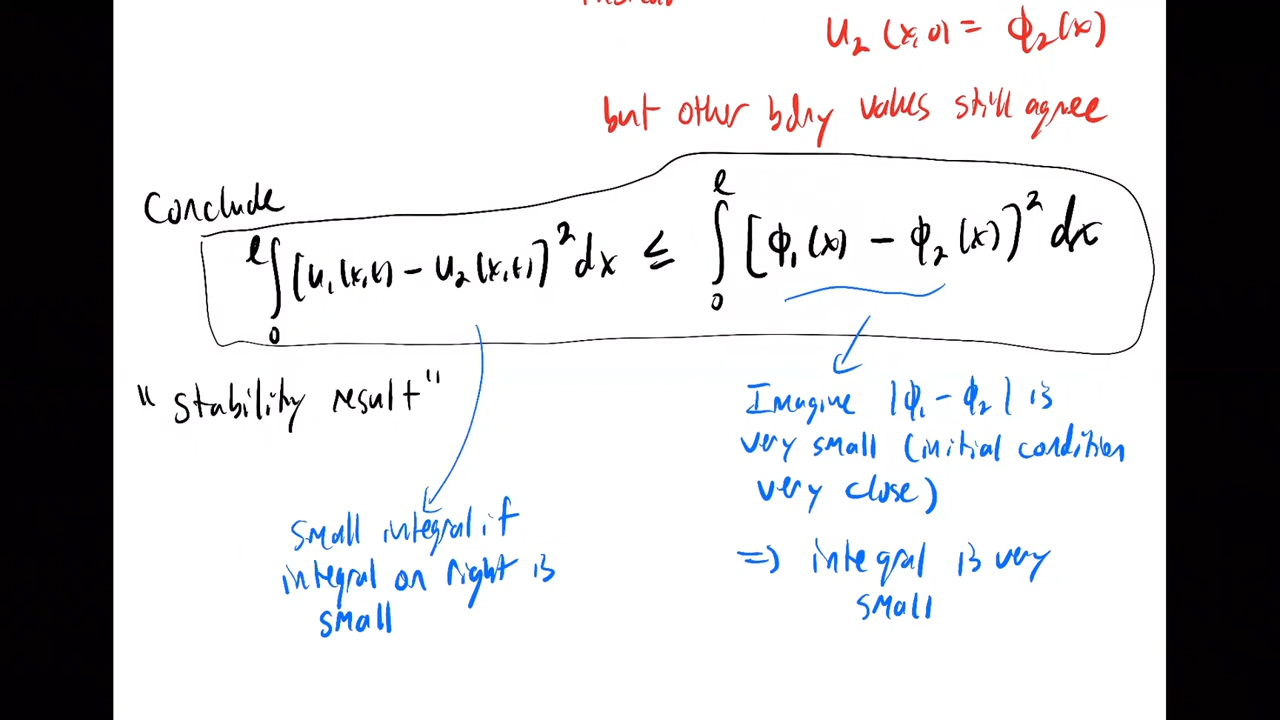 u₂(x,0) = ϕ₂(x)
but other bdry values still agree
Conclude
∫₀ˡ [u₁(x,t) - u₂(x,t)]² dx ≤ ∫₀ˡ [ϕ₁(x) - ϕ₂(x)]² dx
"stability result"
Imagine |ϕ₁ - ϕ₂| is
very small (initial condition
very close)
=> integral is very
small
small integral if
integral on right is
small